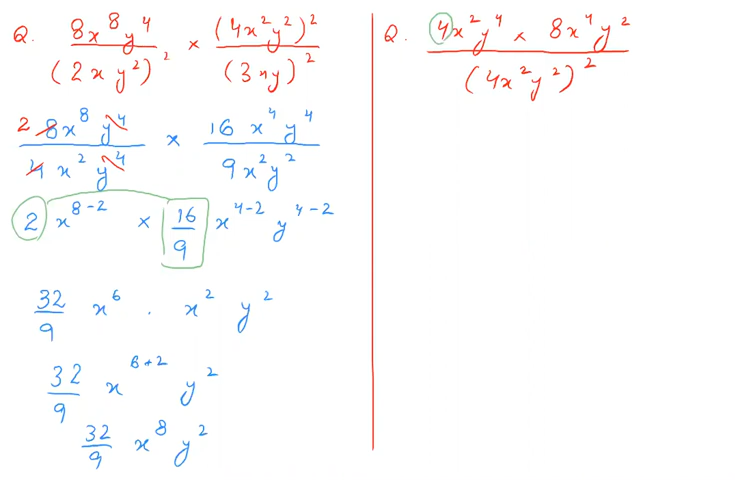 Q. 8x⁸y⁴ / (2xy²)² × (4x²y²)² / (3xy)²
2 8x⁸y⁴ / 4x²y⁴ × 16x⁴y⁴ / 9x²y²
2 x⁸⁻² × 16/9 x⁴⁻² y⁴⁻²
32/9 x⁶ . x² y²
32/9 x⁶⁺² y²
32/9 x⁸ y²
Q. 4x²y⁴ × 8x⁴y² / (4x²y²)²